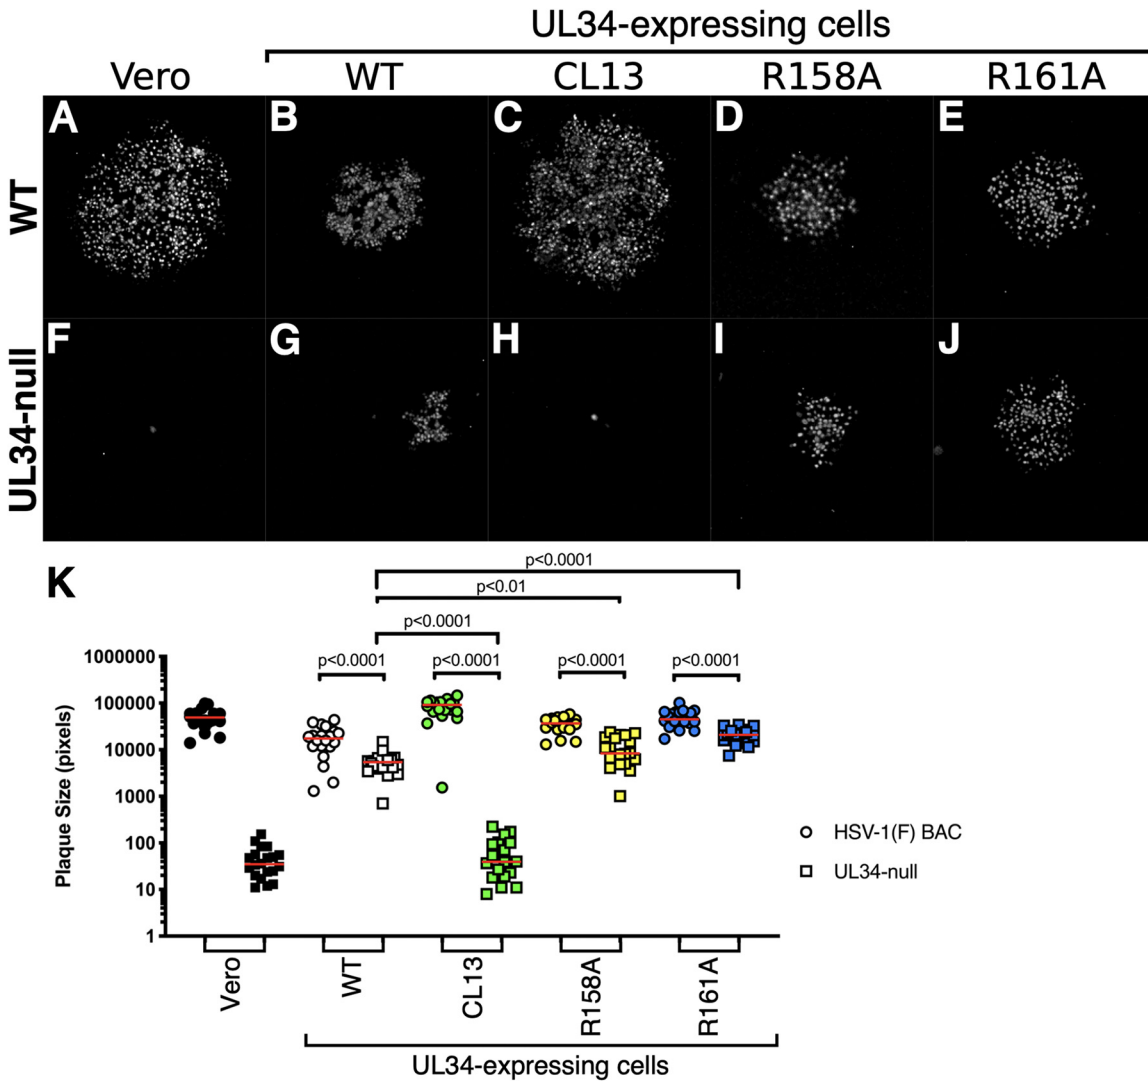 UL34-expressing cells
Vero WT CL13 R158A R161A
WT
A B C D E
UL34-null
F G H I J
K
p<0.0001
p<0.01
p<0.0001
p<0.0001 p<0.0001 p<0.0001 p<0.0001
Plaque Size (pixels)
1000000
100000
10000
1000
100
10
1
HSV-1(F) BAC
UL34-null
Vero WT CL13 R158A R161A
UL34-expressing cells